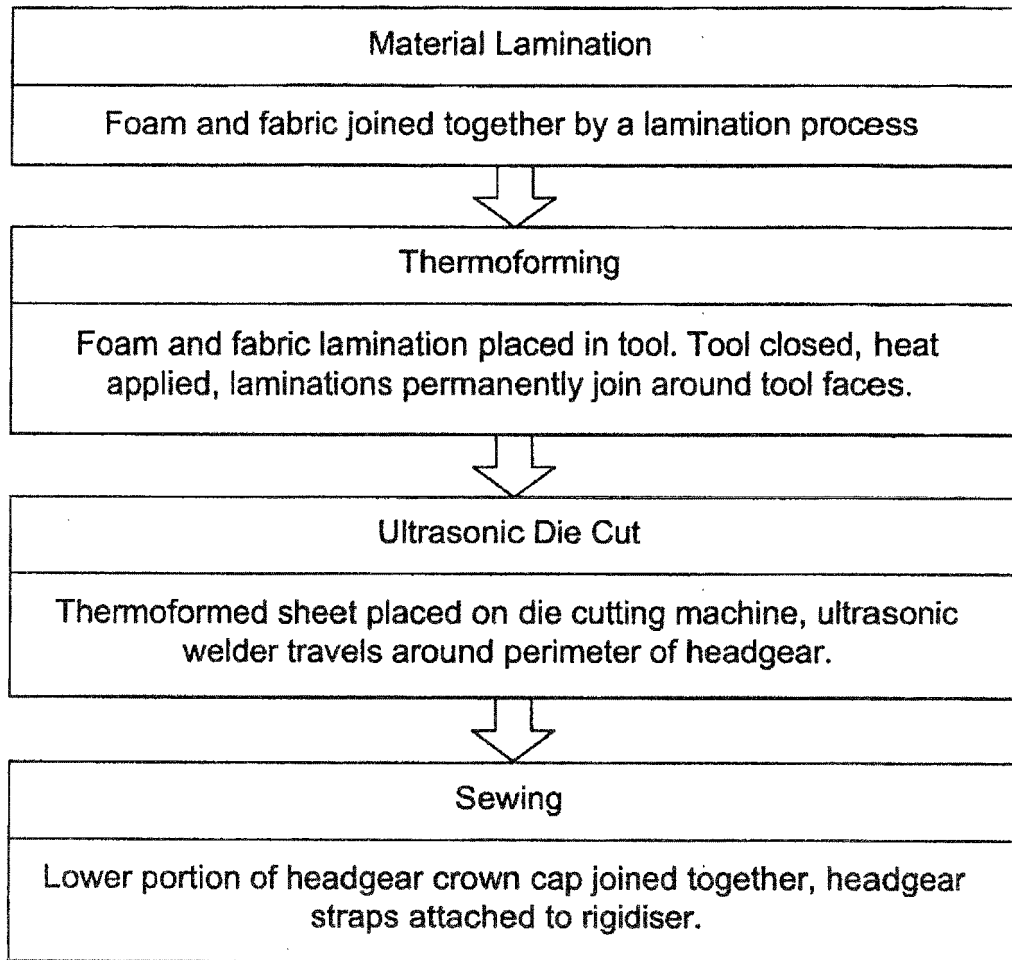 Material Lamination
Foam and fabric joined together by a lamination process
Thermoforming
Foam and fabric lamination placed in tool. Tool closed, heat
applied, laminations permanently join around tool faces.
Ultrasonic Die Cut
Thermoformed sheet placed on die cutting machine, ultrasonic
welder travels around perimeter of headgear.
Sewing
Lower portion of headgear crown cap joined together, headgear
straps attached to rigidiser.